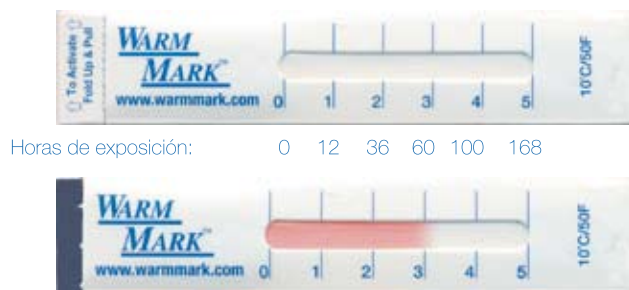 To Activate
Fold Up & Pull
WARM
MARK™
www.warmmark.com
0 1 2 3 4 5
10°C/50F
Horas de exposición: 0 12 36 60 100 168
WARM
MARK™
www.warmmark.com
0 1 2 3 4 5
10°C/50F